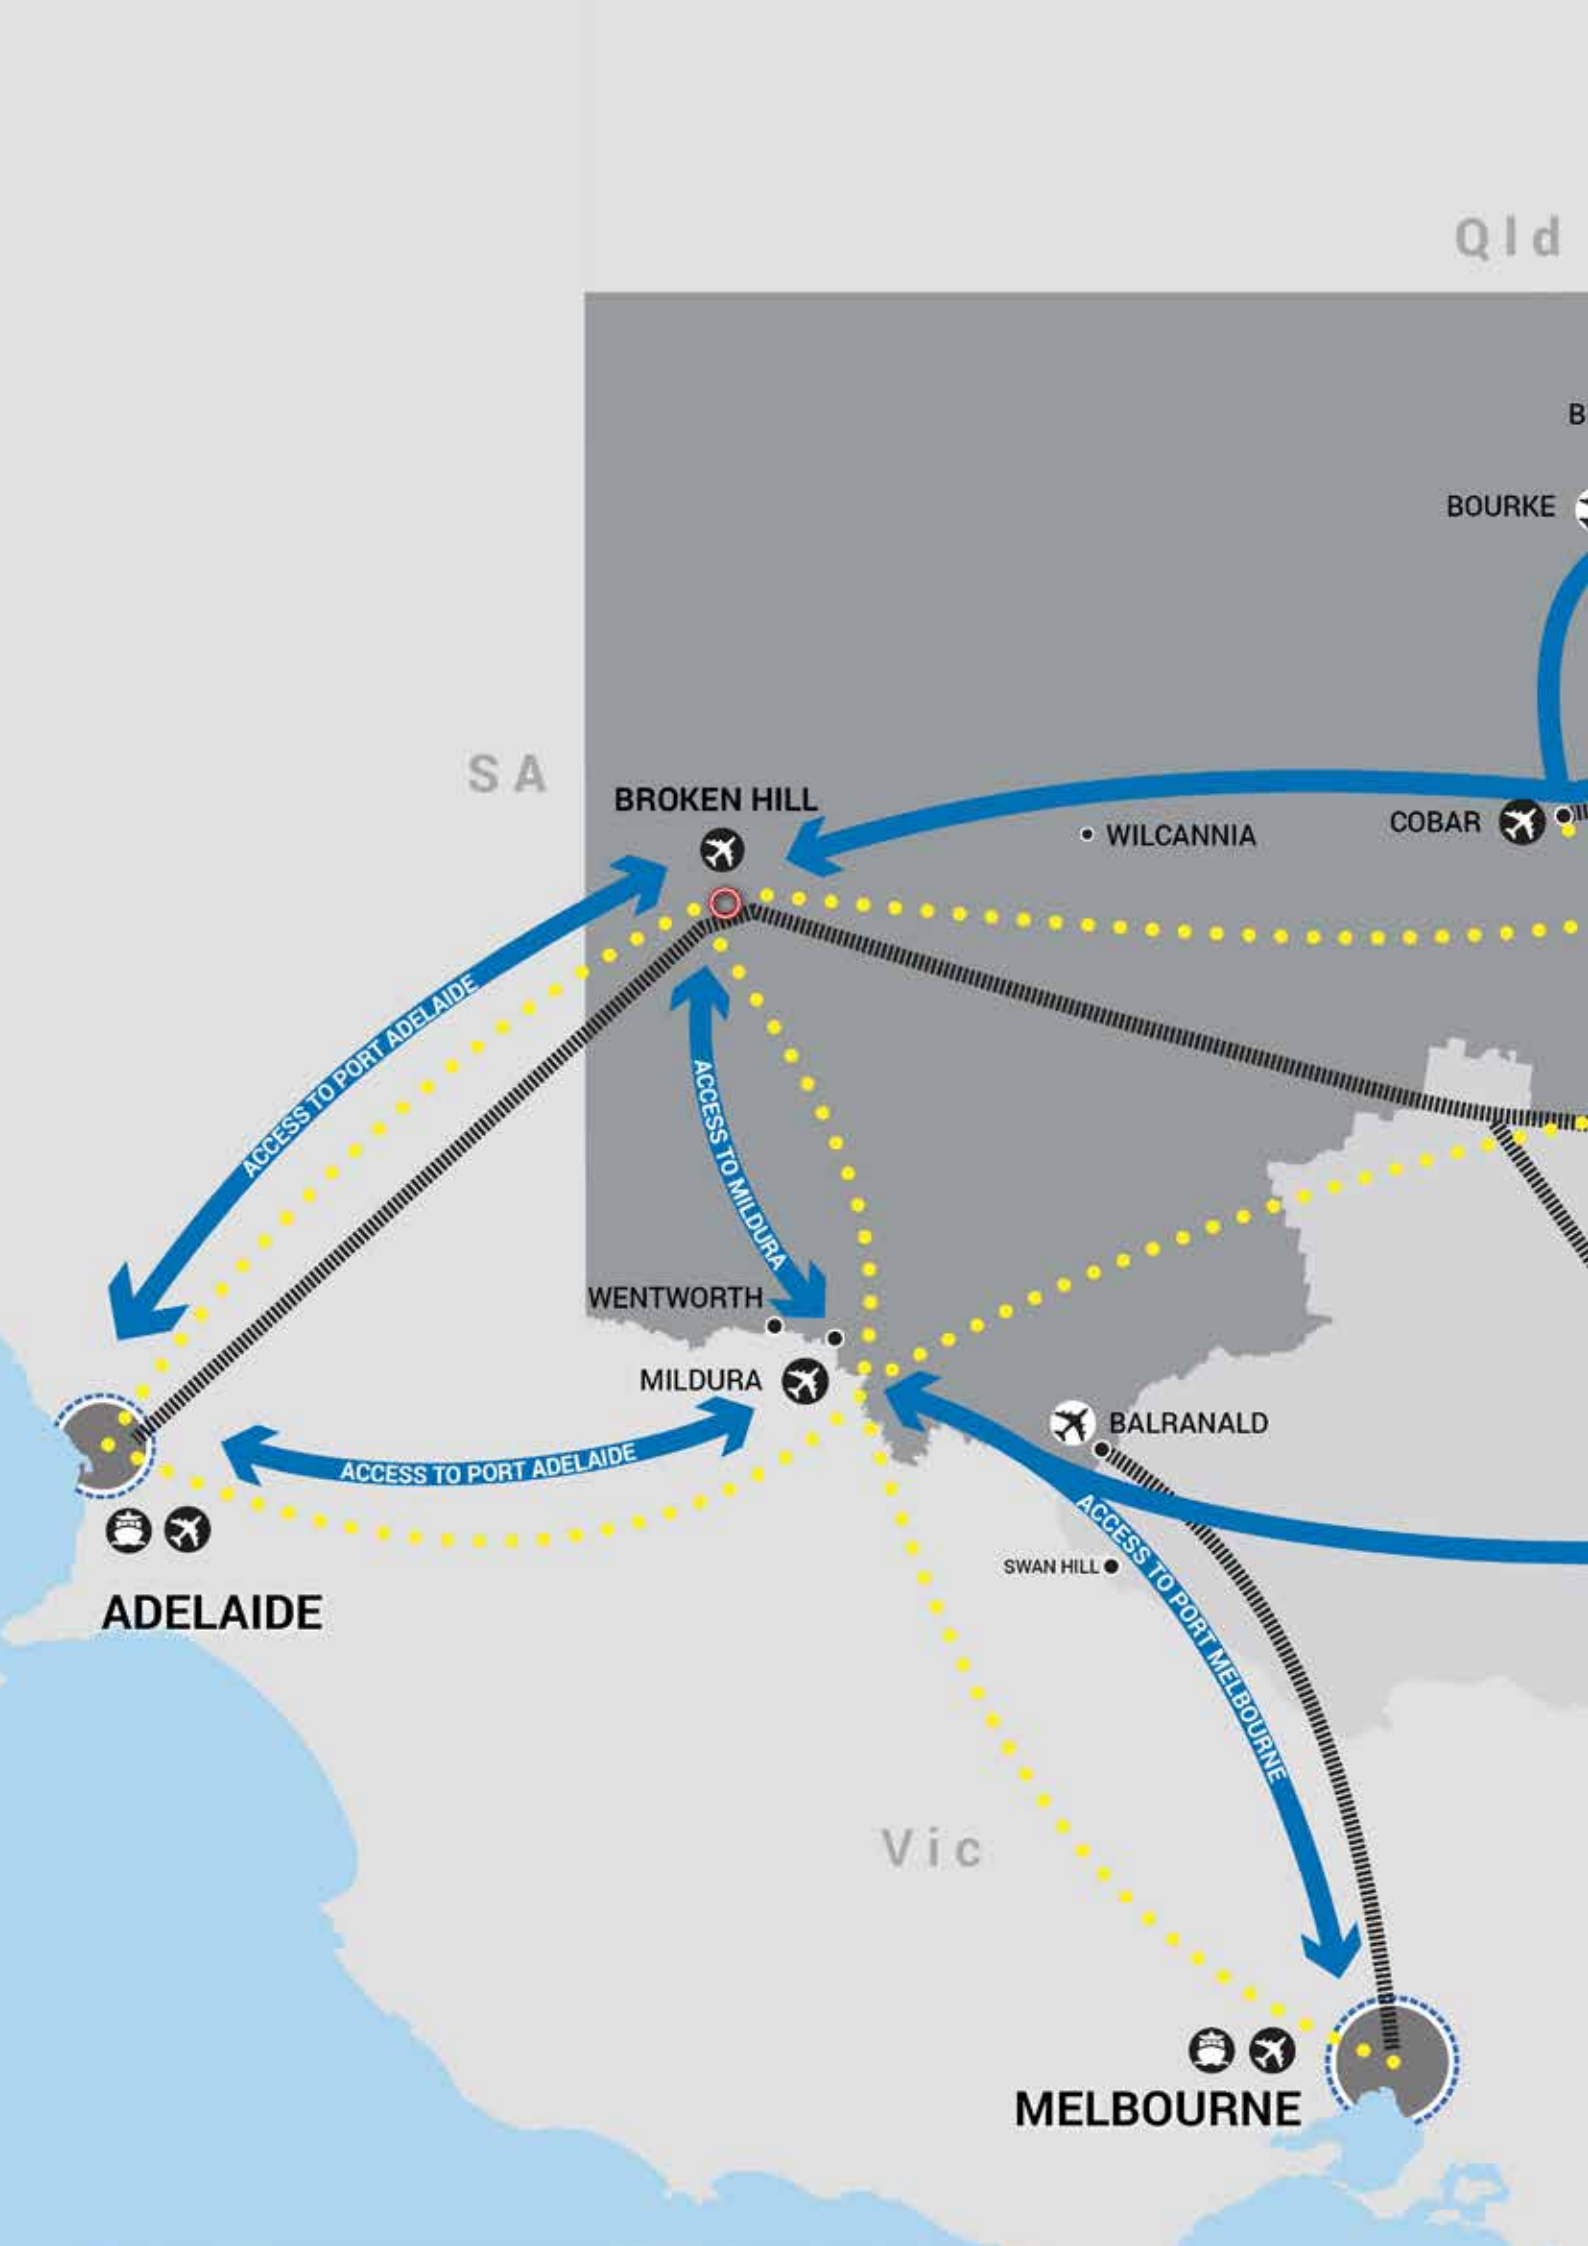 Qld
B
BOURKE
SA
BROKEN HILL
WILCANNIA
COBAR
ACCESS TO PORT ADELAIDE
ACCESS TO MILDURA
WENTWORTH
MILDURA
BALRANALD
ACCESS TO PORT ADELAIDE
ACCESS TO PORT MELBOURNE
SWAN HILL
ADELAIDE
Vic
MELBOURNE